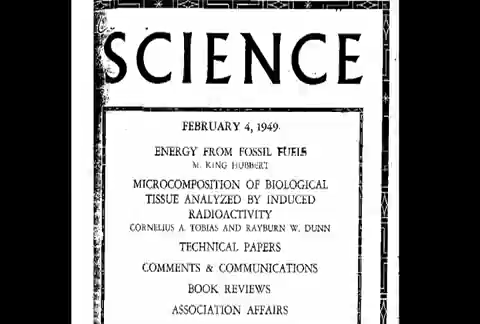 SCIENCE
FEBRUARY 4, 1949
ENERGY FROM FOSSIL FUELS
M. KING HUBBERT
MICROCOMPOSITION OF BIOLOGICAL
TISSUE ANALYZED BY INDUCED
RADIOACTIVITY
CORNELIUS A. TOBIAS AND RAYBURN W. DUNN
TECHNICAL PAPERS
COMMENTS & COMMUNICATIONS
BOOK REVIEWS
ASSOCIATION AFFAIRS